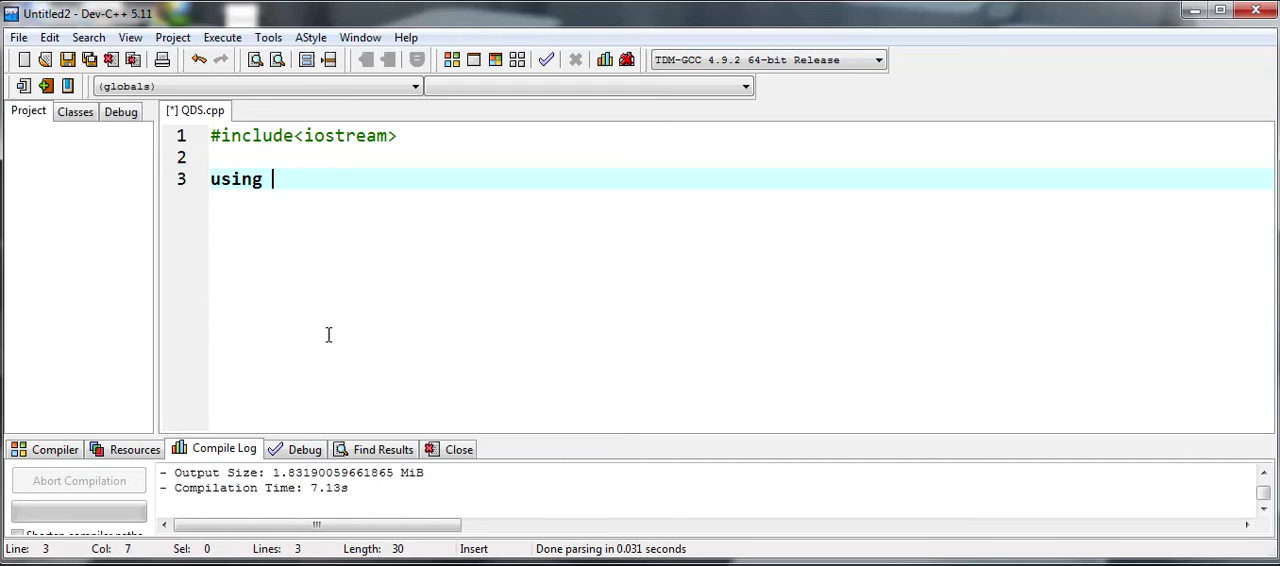 Untitled2 - Dev-C++ 5.11
File Edit Search View Project Execute Tools AStyle Window Help
TDM-GCC 4.9.2 64-bit Release
(globals)
Project Classes Debug [*] QDS.cpp
1 #include<iostream>
2
3 using
Compiler Resources Compile Log Debug Find Results Close
- Output Size: 1.83190059661865 MiB
Abort Compilation
- Compilation Time: 7.13s
Shorten compiler paths
Line: 3 Col: 7 Sel: 0 Lines: 3 Length: 30 Insert Done parsing in 0.031 seconds